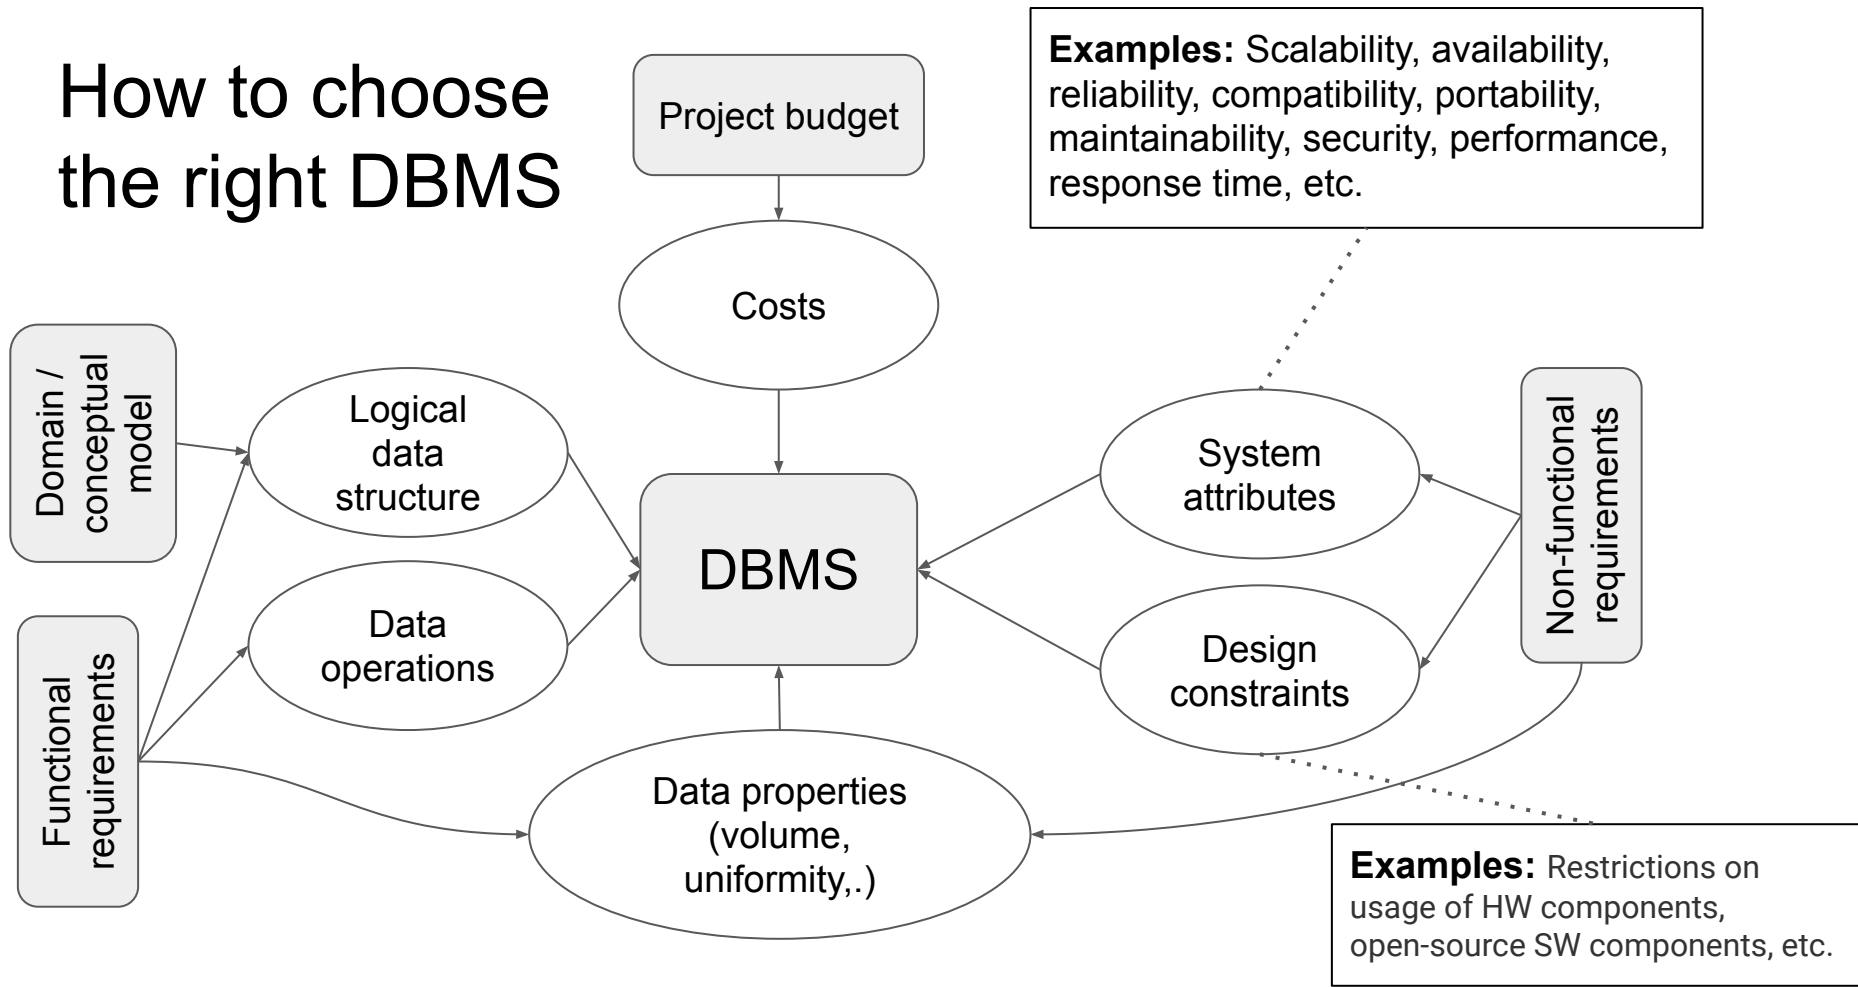 How to choose
the right DBMS
Project budget
Examples: Scalability, availability,
reliability, compatibility, portability,
maintainability, security, performance,
response time, etc.
Costs
Domain /
conceptual
model
Logical
data
structure
System
attributes
Non-functional
requirements
DBMS
Data
operations
Design
constraints
Functional
requirements
Data properties
(volume,
uniformity,.)
Examples: Restrictions on
usage of HW components,
open-source SW components, etc.